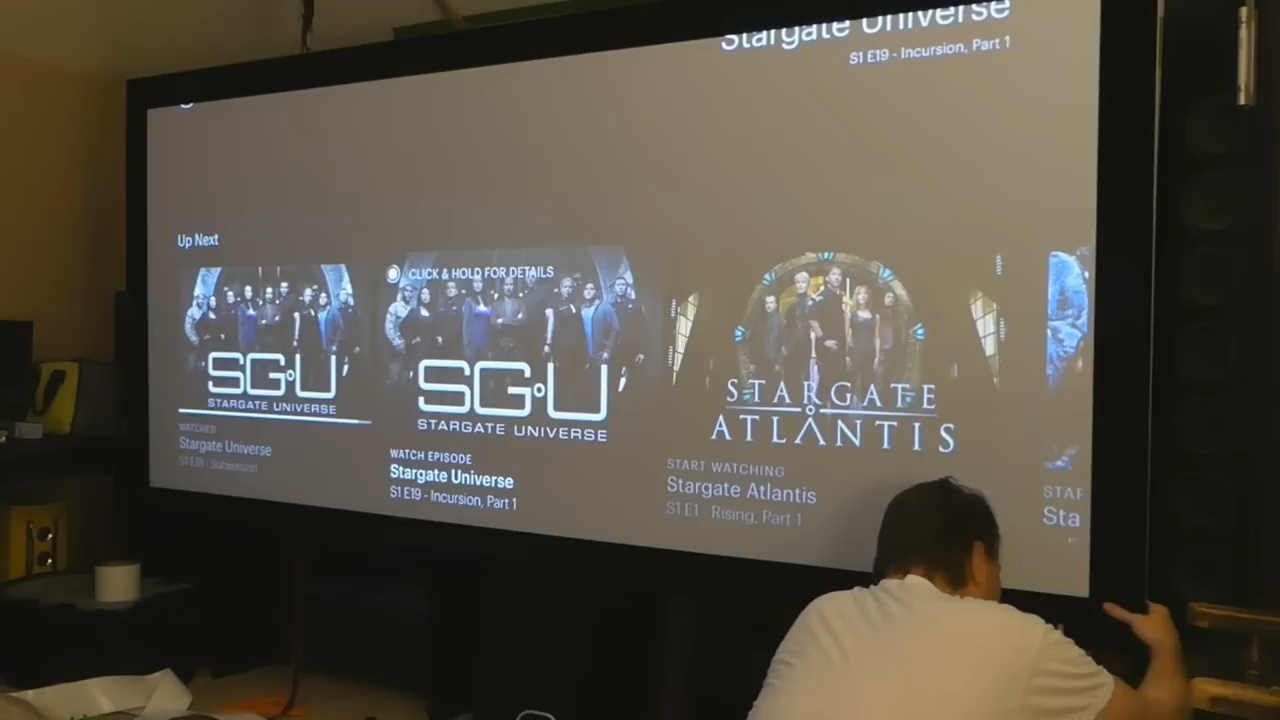 Stargate Universe
S1 E19 - Incursion, Part 1
Up Next
SG·U
STARGATE UNIVERSE
WATCHED
Stargate Universe
CLICK & HOLD FOR DETAILS
SG·U
STARGATE UNIVERSE
WATCH EPISODE
Stargate Universe
S1 E19 - Incursion, Part 1
STARGATE
ATLANTIS
START WATCHING
Stargate Atlantis
S1 E1 - Rising, Part 1
STAR
Sta